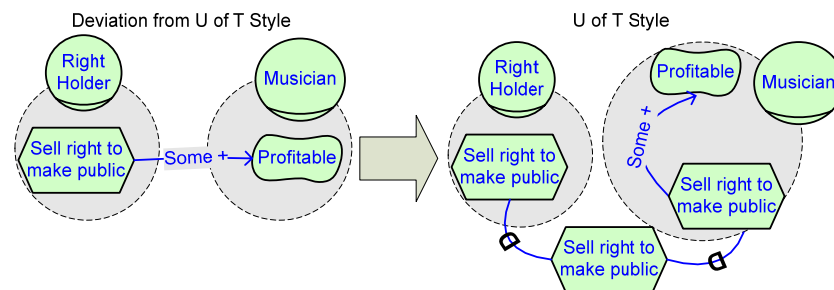 Deviation from U of T Style
U of T Style
Right
Holder
Musician
Sell right to
make public
Some +
Profitable
Right
Holder
Profitable
Musician
Some +
Sell right to
make public
Sell right to
make public
D
Sell right to
make public
D